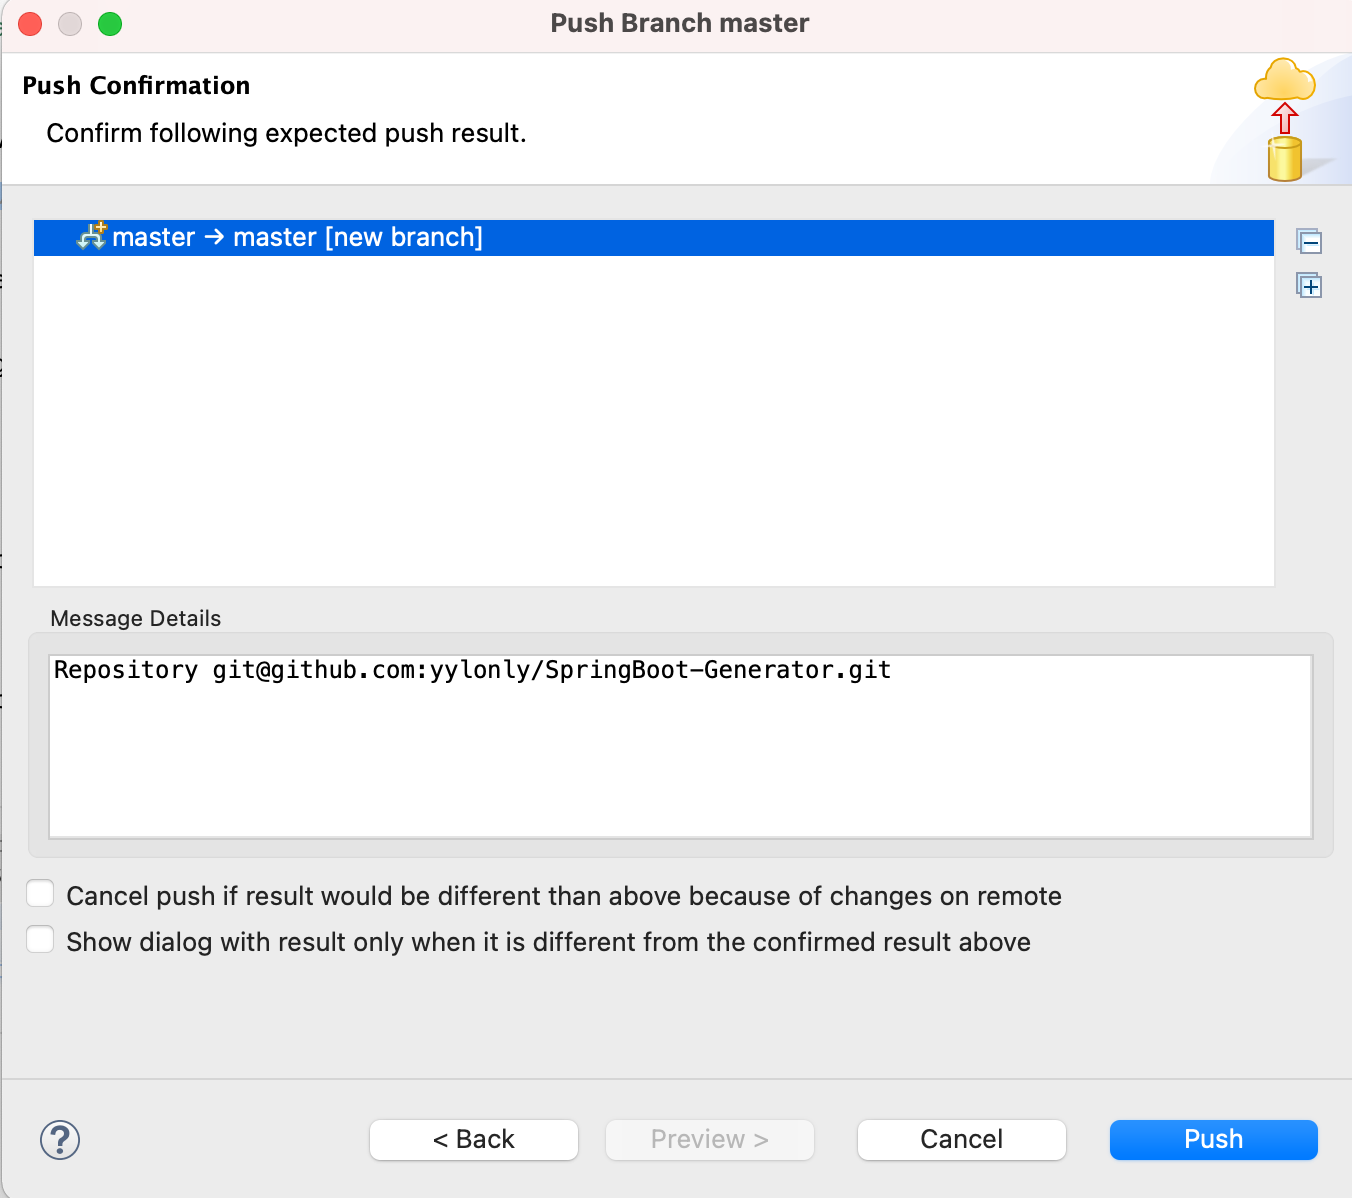 Push Branch master
Push Confirmation
Confirm following expected push result.
master → master [new branch]
Message Details
Repository git@github.com:yylonly/SpringBoot-Generator.git
Cancel push if result would be different than above because of changes on remote
Show dialog with result only when it is different from the confirmed result above
?
< Back
Preview >
Cancel
Push